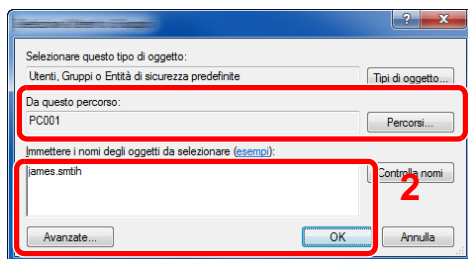 Selezionare questo tipo di oggetto:
Utenti, Gruppi o Entità di sicurezza predefinite
Tipi di oggetto...
Da questo percorso:
PC001
Percorsi...
Immettere i nomi degli oggetti da selezionare (esempi):
james.smtih
Controlla nomi
2
Avanzate...
OK
Annulla